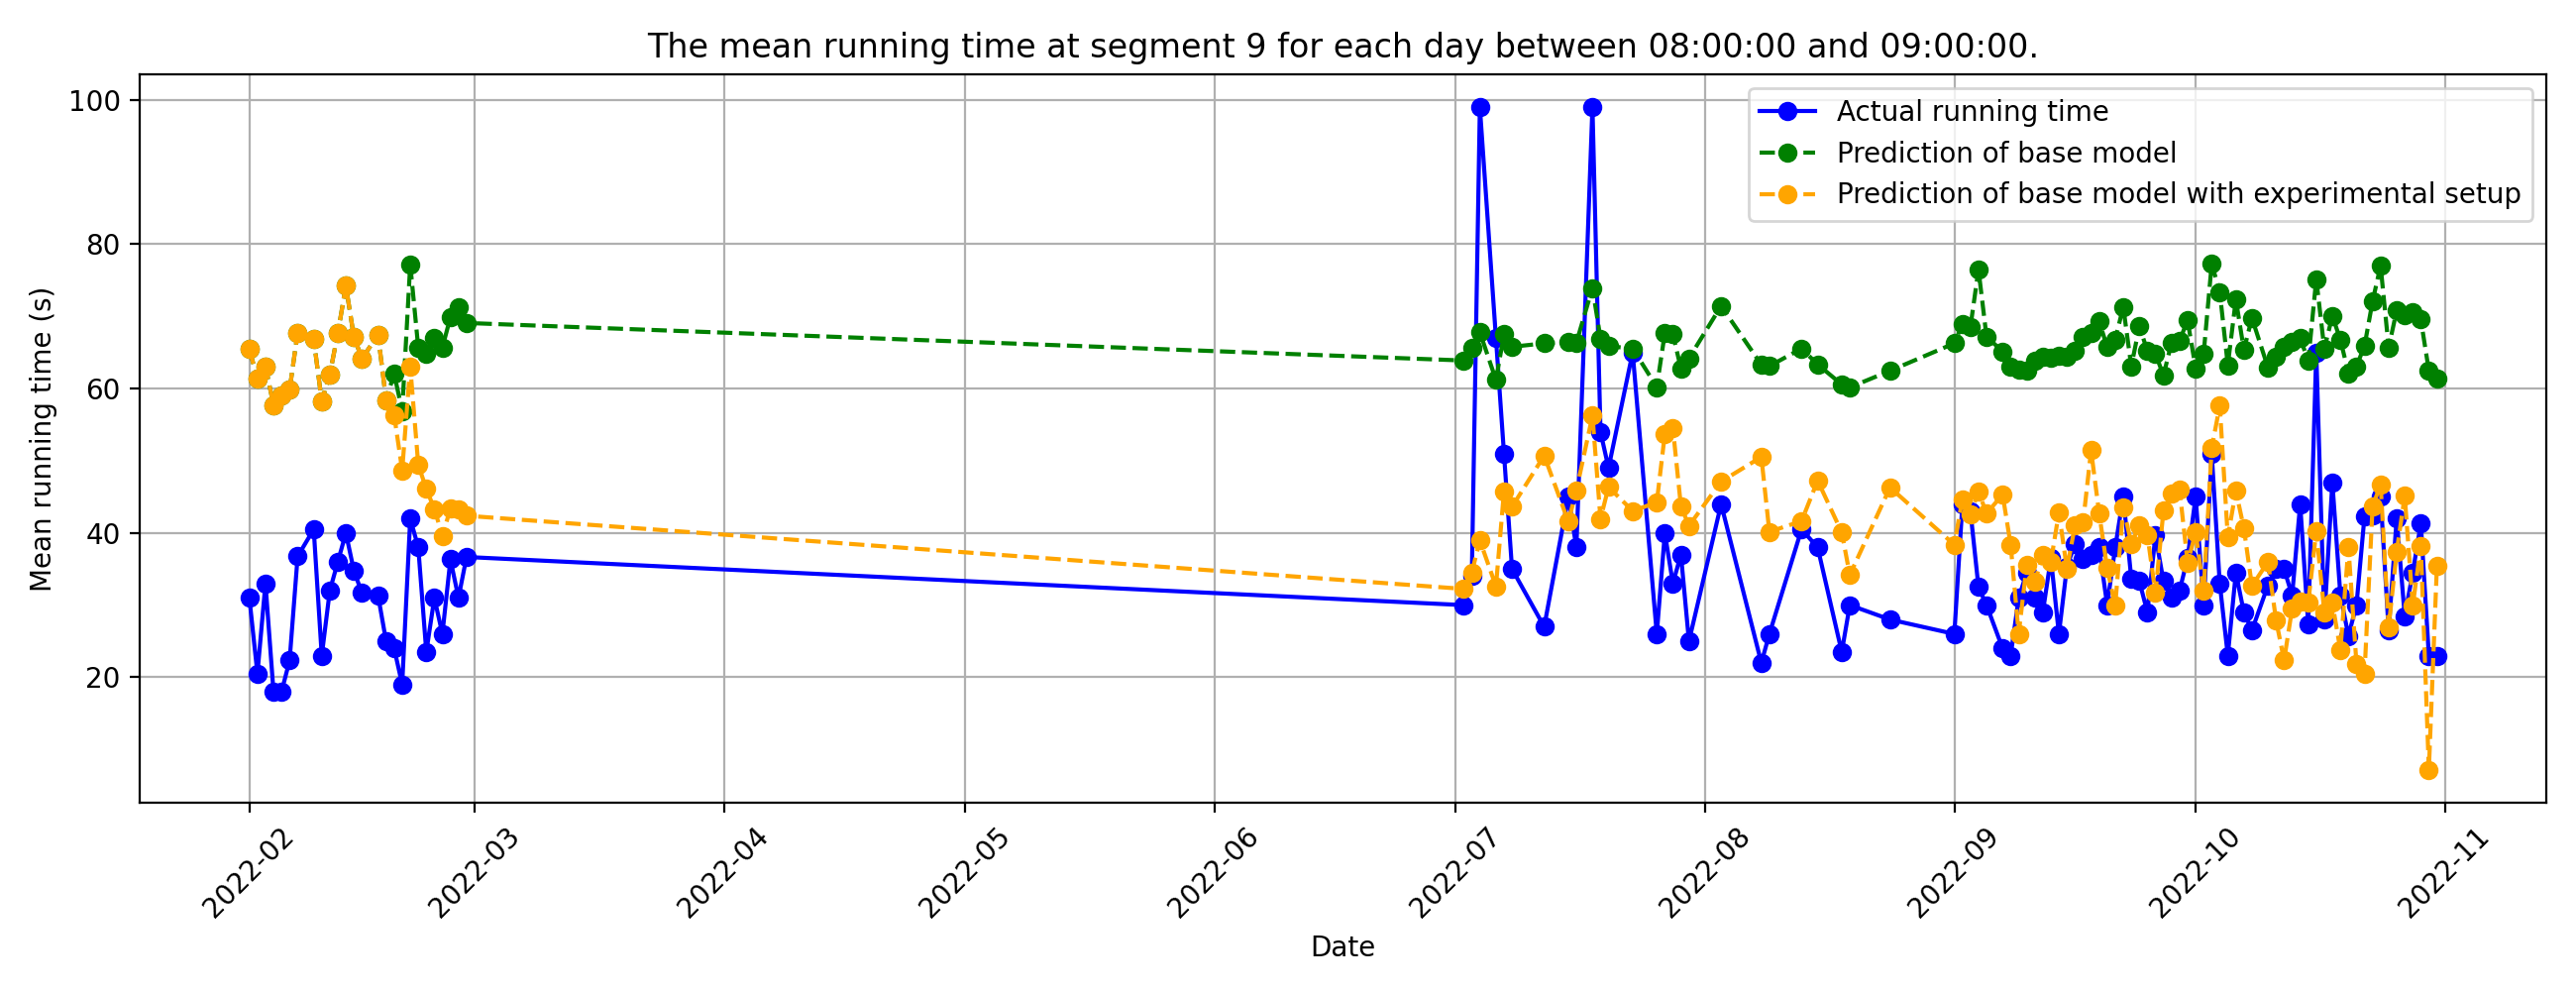 The mean running time at segment 9 for each day between 08:00:00 and 09:00:00.
Actual running time
Prediction of base model
Prediction of base model with experimental setup
Mean running time (s)
100
80
60
40
20
2022-02
2022-03
2022-04
2022-05
2022-06
2022-07
2022-08
2022-09
2022-10
2022-11
Date